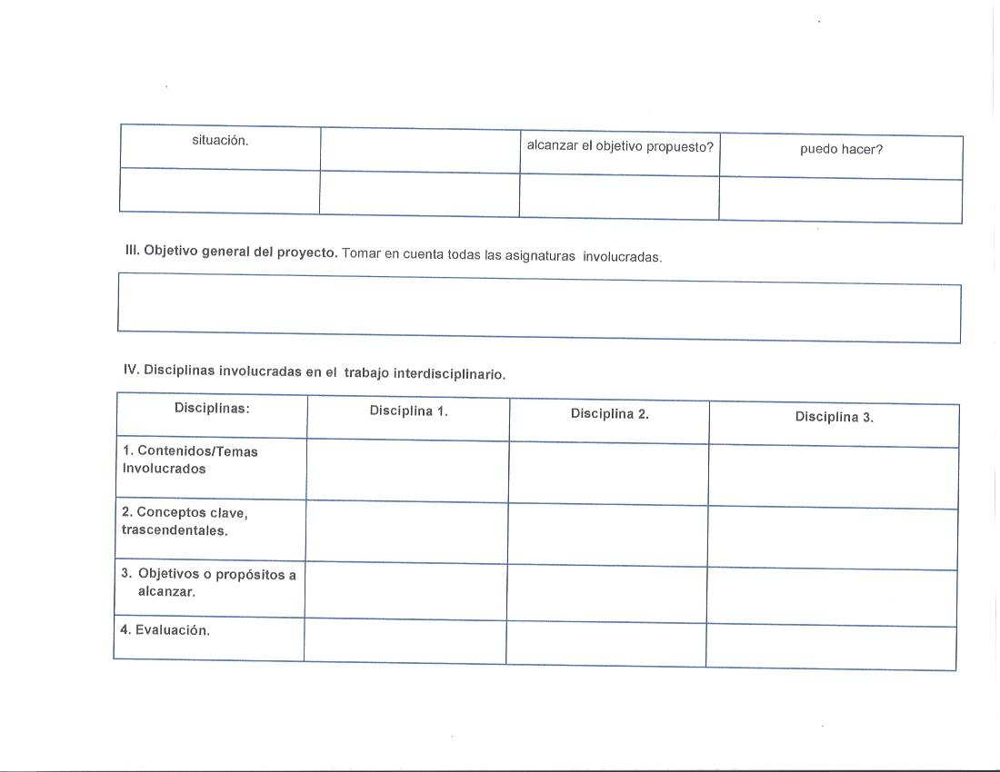 situación.
alcanzar el objetivo propuesto?
puedo hacer?
III. Objetivo general del proyecto. Tomar en cuenta todas las asignaturas involucradas.
IV. Disciplinas involucradas en el trabajo interdisciplinario.
Disciplinas:
Disciplina 1.
Disciplina 2.
Disciplina 3.
1. Contenidos/Temas
Involucrados
2. Conceptos clave,
trascendentales.
3. Objetivos o propósitos a
alcanzar.
4. Evaluación.